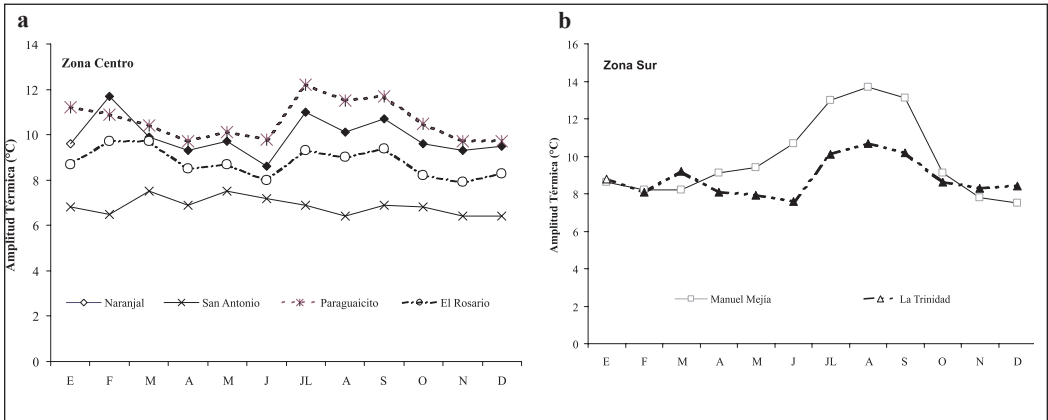 a
14
12
10
8
6
4
2
0
Amplitud Térmica (°C)
Zona Centro
Naranjal San Antonio Paraguaicito El Rosario
E F M A M J JL A S O N D
b
16
14
12
10
8
6
4
2
0
Amplitud Térmica (°C)
Zona Sur
Manuel Mejía La Trinidad
E F M A M J JL A S O N D